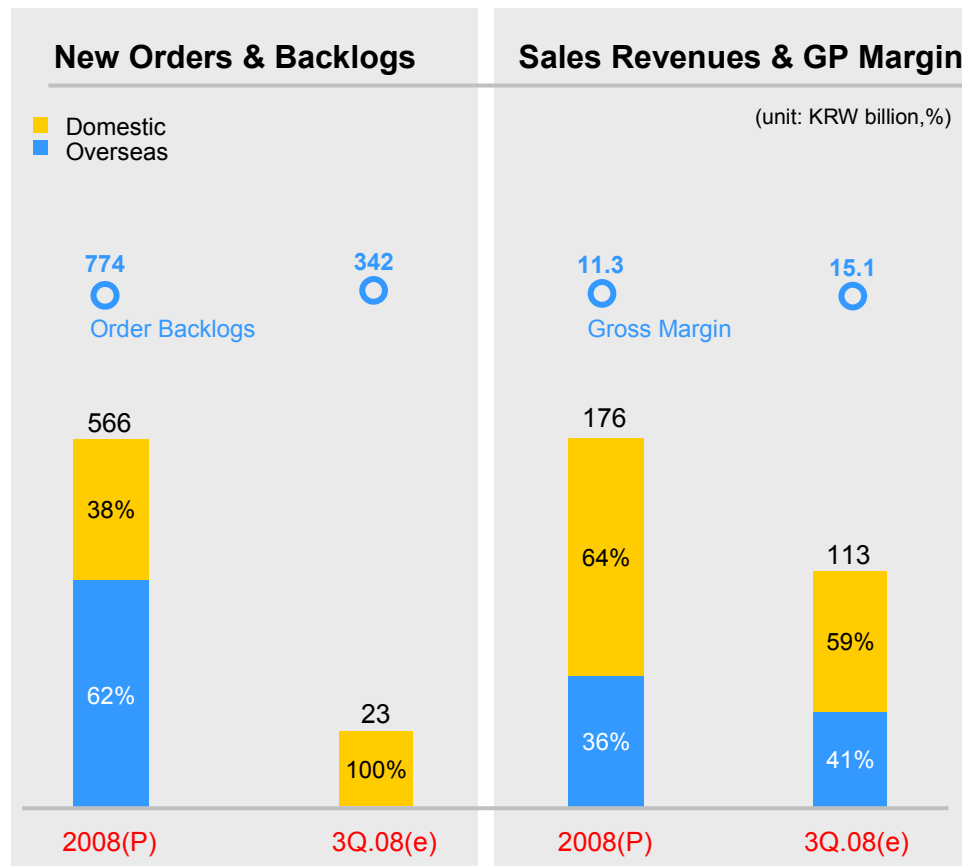 New Orders & Backlogs
Domestic
Overseas
774
342
Order Backlogs
566
38%
62%
23
100%
2008(P)
3Q.08(e)
Sales Revenues & GP Margin
(unit: KRW billion,%)
11.3
15.1
Gross Margin
176
64%
36%
113
59%
41%
2008(P)
3Q.08(e)